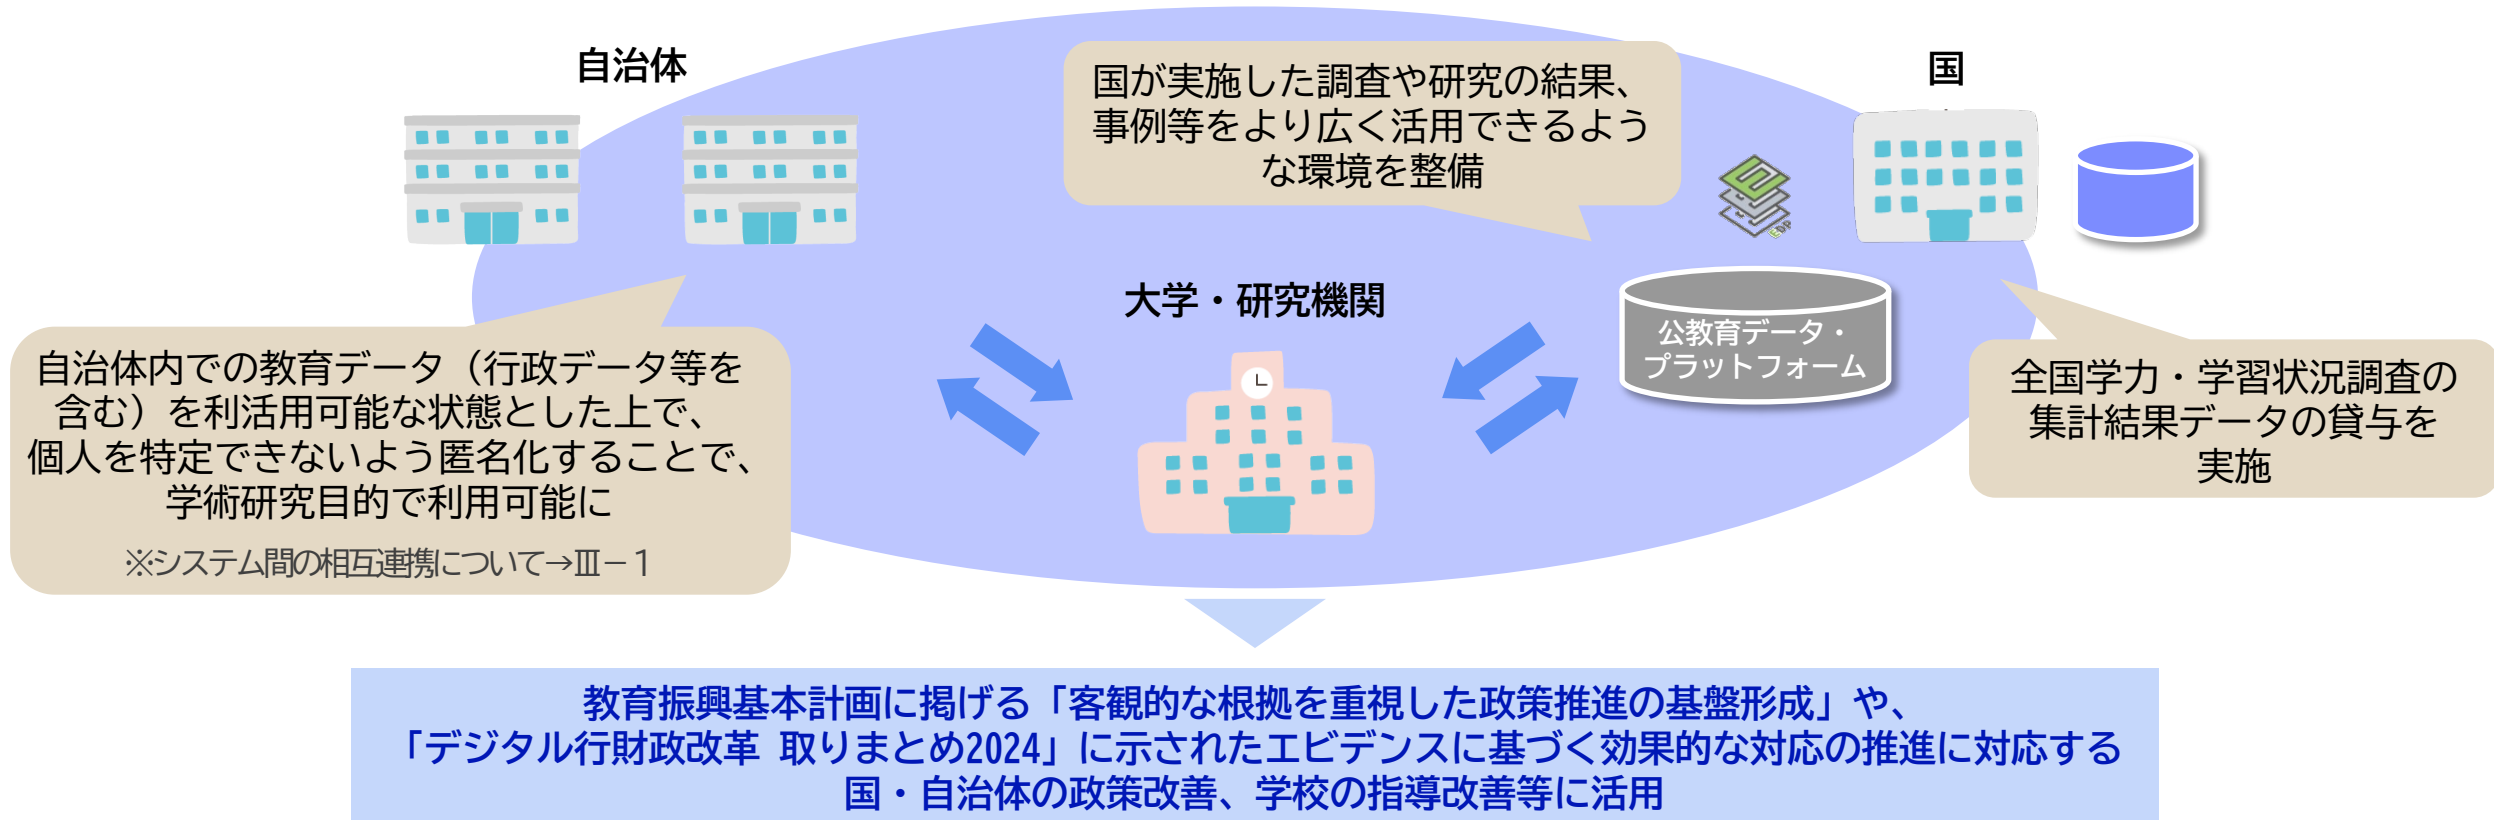 自治体
国が実施した調査や研究の結果、
事例等をより広く活用できるよう
な環境を整備
国
大学・研究機関
公教育データ・
プラットフォーム
自治体内での教育データ（行政データ等を
含む）を利活用可能な状態とした上で、
個人を特定できないよう匿名化することで、
学術研究目的で利用可能に
※システム間の相互連携について→Ⅲ－１
全国学力・学習状況調査の
集計結果データの貸与を
実施
教育振興基本計画に掲げる「客観的な根拠を重視した政策推進の基盤形成」や、
「デジタル行財政改革 取りまとめ2024」に示されたエビデンスに基づく効果的な対応の推進に対応する
国・自治体の政策改善、学校の指導改善等に活用